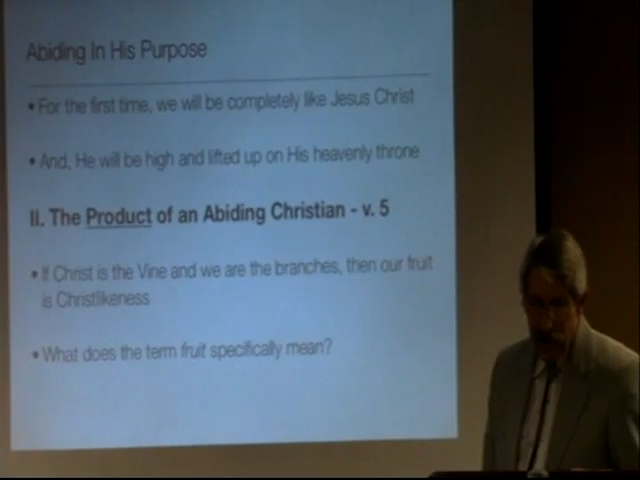 Abiding In His Purpose
• For the first time, we will be completely like Jesus Christ
• And, He will be high and lifted up on His heavenly throne
II. The Product of an Abiding Christian - v. 5
• If Christ is the Vine and we are the branches, then our fruit
is Christlikeness
• What does the term fruit specifically mean?